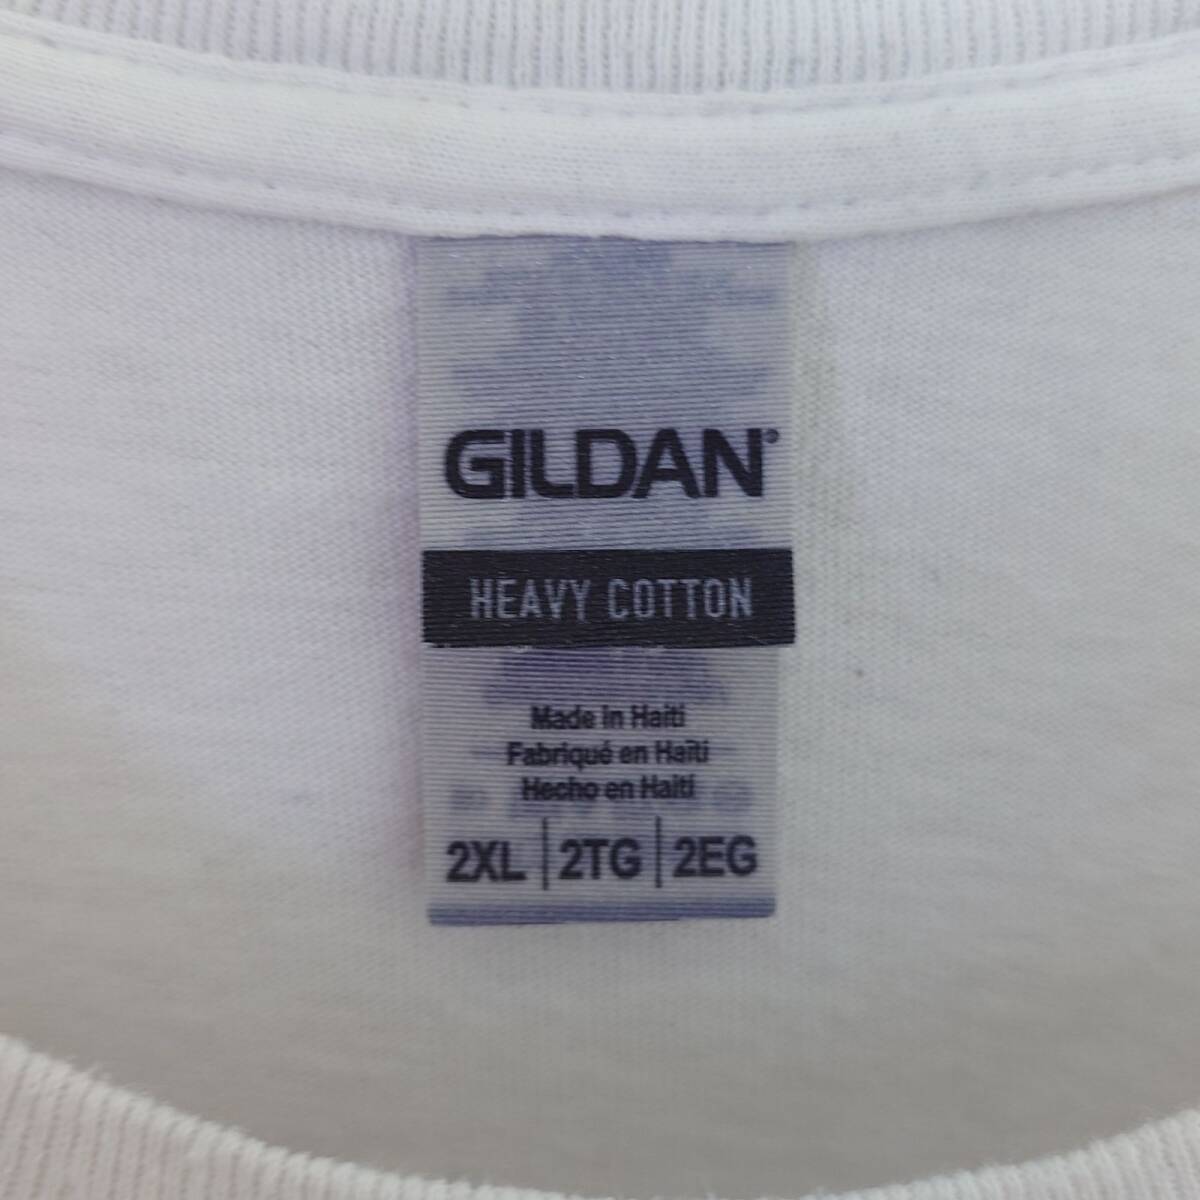 GILDAN®
HEAVY COTTON
Made in Haiti
Fabriqué en Haïti
Hecho en Haití
2XL | 2TG | 2EG